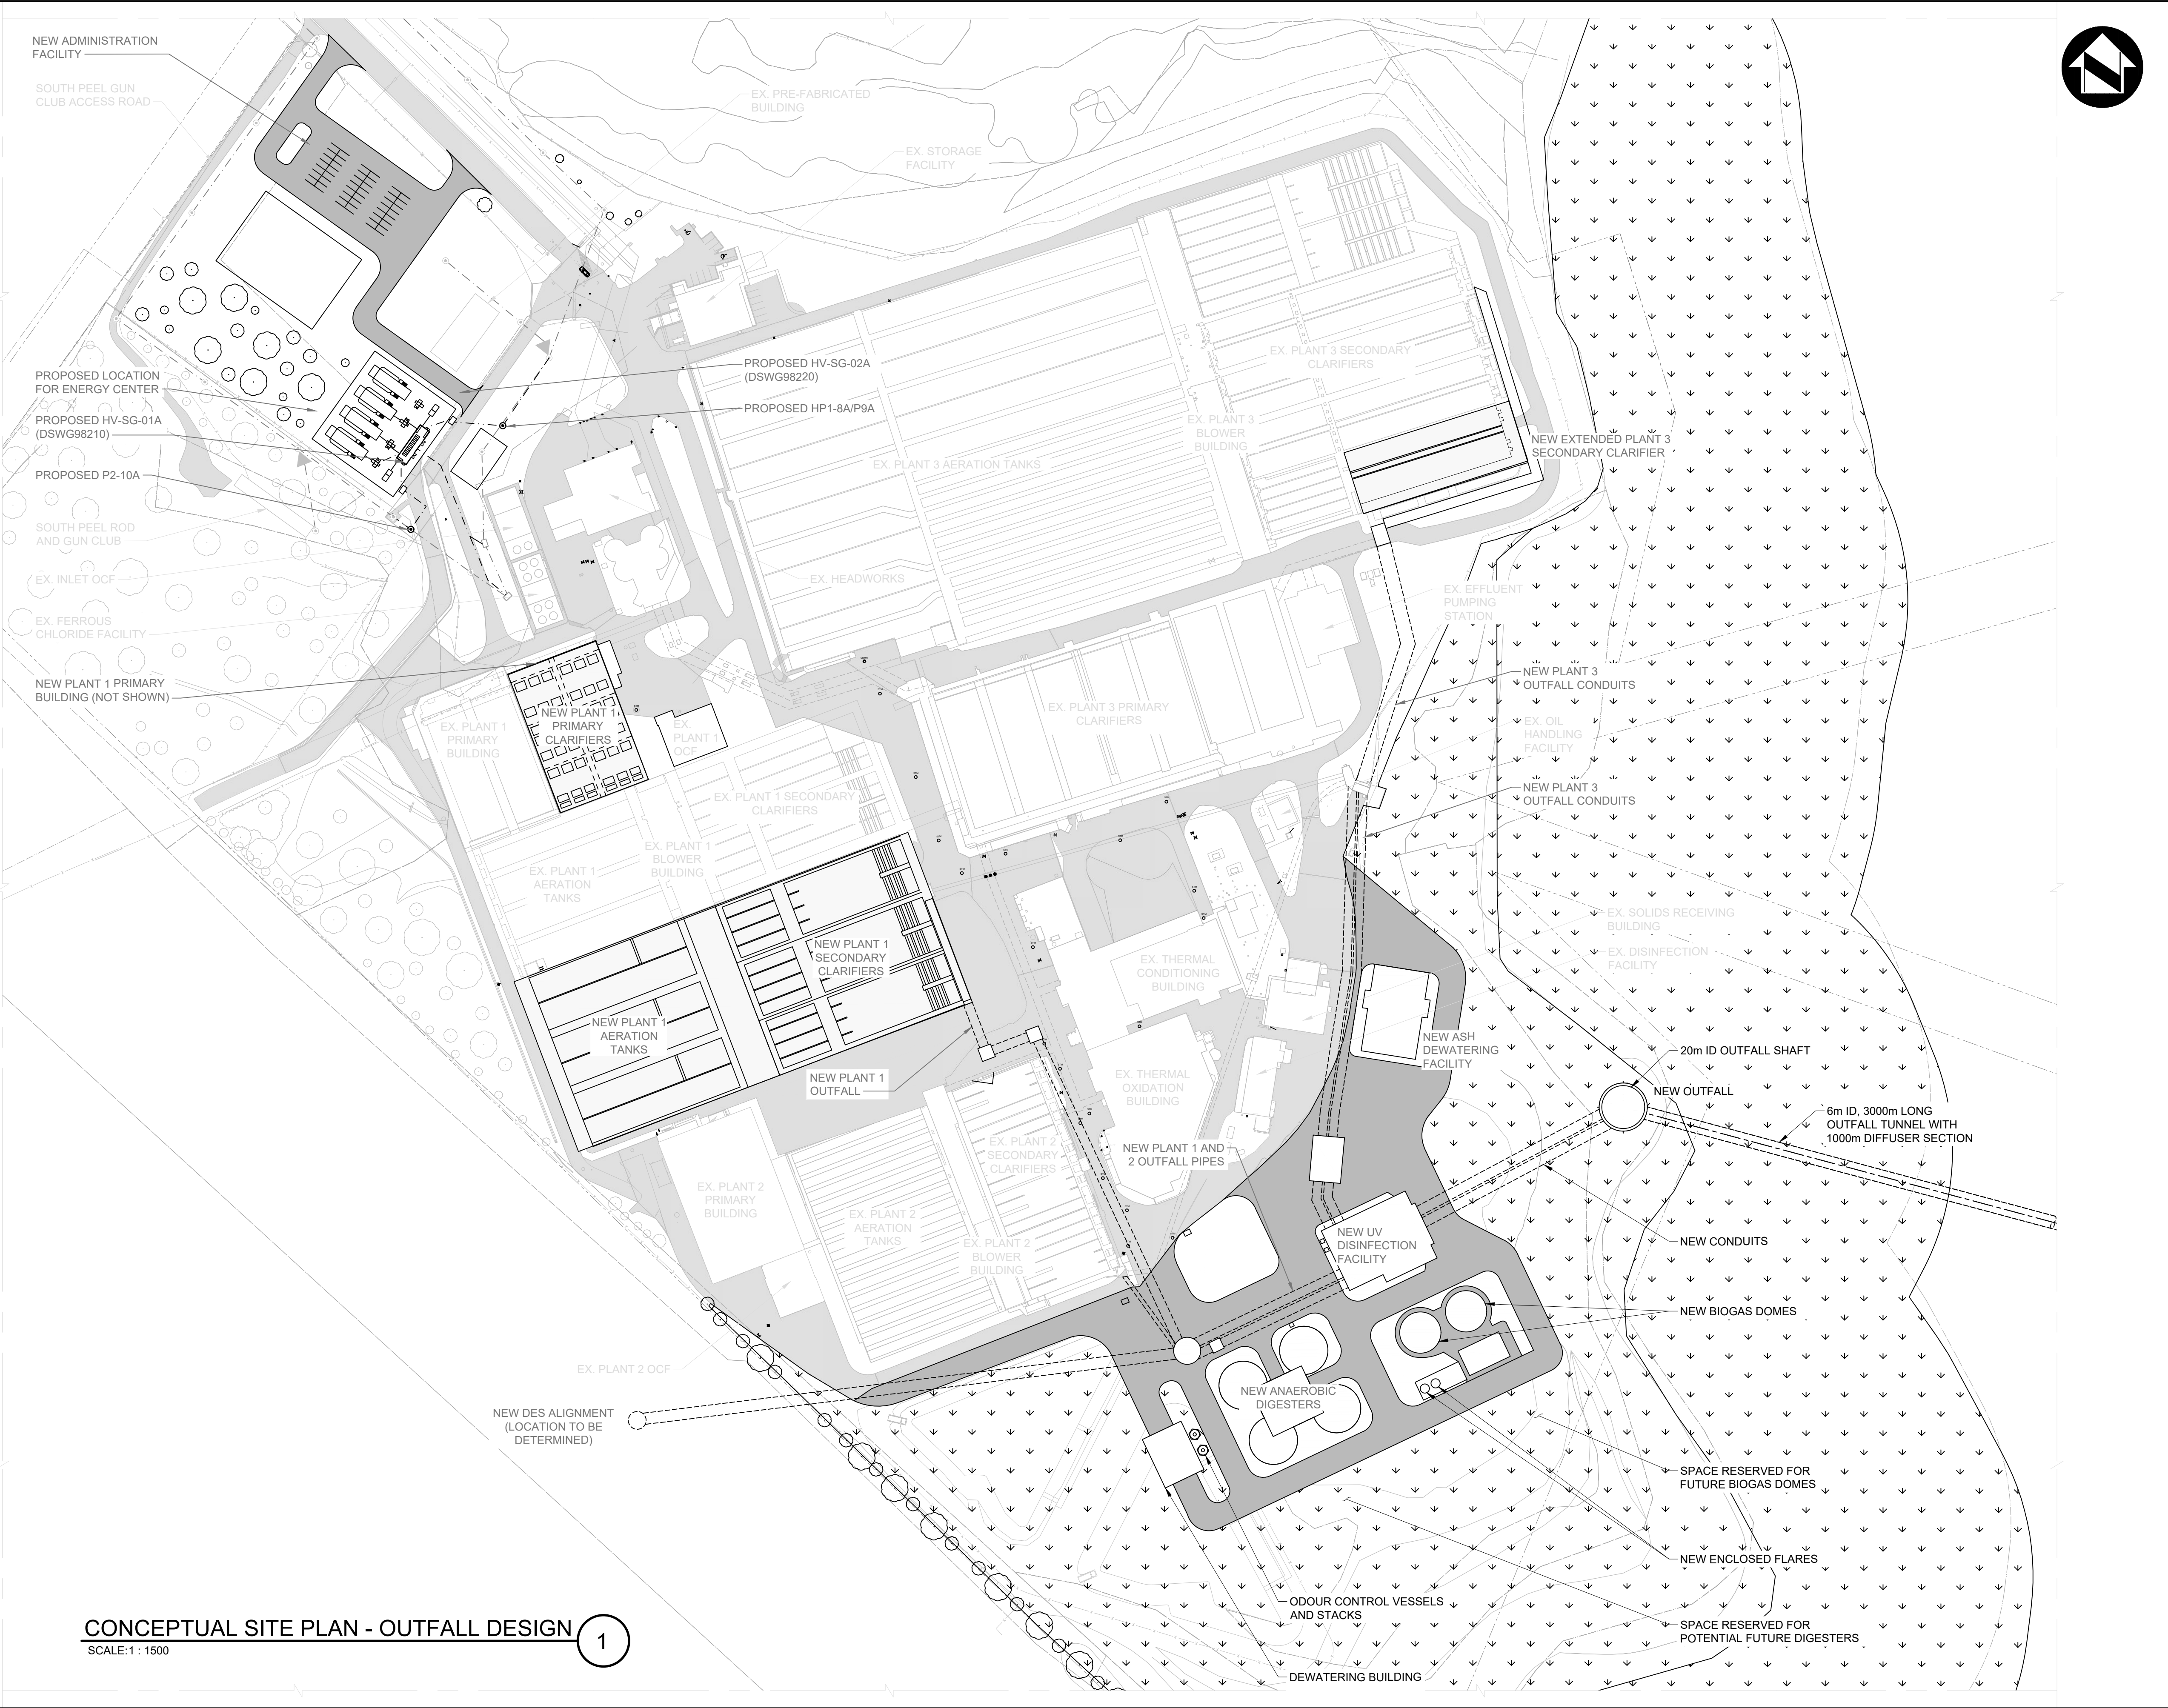 NEW ADMINISTRATION
FACILITY
SOUTH PEEL GUN
CLUB ACCESS ROAD
EX. PRE-FABRICATED
BUILDING
EX. STORAGE
FACILITY
PROPOSED LOCATION
FOR ENERGY CENTER
PROPOSED HV-SG-01A
(DSWG98210)
PROPOSED P2-10A
SOUTH PEEL ROD
AND GUN CLUB
EX. INLET OCF
EX. FERROUS
CHLORIDE FACILITY
NEW PLANT 1 PRIMARY
BUILDING (NOT SHOWN)
PROPOSED HV-SG-02A
(DSWG98220)
PROPOSED HP1-8A/P9A
EX. PLANT 3 SECONDARY
CLARIFIERS
EX. PLANT 3
BLOWER
BUILDING
EX. PLANT 3 AERATION TANKS
NEW EXTENDED PLANT 3
SECONDARY CLARIFIER
EX. HEADWORKS
EX. EFFLUENT
PUMPING
STATION
NEW PLANT 3
OUTFALL CONDUITS
EX. OIL
HANDLING
FACILITY
NEW PLANT 3
OUTFALL CONDUITS
EX. PLANT 3 PRIMARY
CLARIFIERS
EX. PLANT 1
PRIMARY
BUILDING
NEW PLANT 1
PRIMARY
CLARIFIERS
EX.
PLANT 1
OCF
EX. PLANT 1 SECONDARY
CLARIFIERS
EX. PLANT 1
BLOWER
BUILDING
EX. PLANT 1
AERATION
TANKS
EX. SOLIDS RECEIVING
BUILDING
EX. DISINFECTION
FACILITY
NEW PLANT 1
SECONDARY
CLARIFIERS
EX. THERMAL
CONDITIONING
BUILDING
NEW PLANT 1
AERATION
TANKS
NEW ASH
DEWATERING
FACILITY
20m ID OUTFALL SHAFT
NEW OUTFALL
6m ID, 3000m LONG
OUTFALL TUNNEL WITH
1000m DIFFUSER SECTION
NEW PLANT 1
OUTFALL
EX. THERMAL
OXIDATION
BUILDING
EX. PLANT 2
SECONDARY
CLARIFIERS
NEW PLANT 1 AND
2 OUTFALL PIPES
EX. PLANT 2
PRIMARY
BUILDING
EX. PLANT 2
AERATION
TANKS
EX. PLANT 2
BLOWER
BUILDING
NEW UV
DISINFECTION
FACILITY
NEW CONDUITS
NEW BIOGAS DOMES
EX. PLANT 2 OCF
NEW DES ALIGNMENT
(LOCATION TO BE
DETERMINED)
NEW ANAEROBIC
DIGESTERS
SPACE RESERVED FOR
FUTURE BIOGAS DOMES
NEW ENCLOSED FLARES
ODOUR CONTROL VESSELS
AND STACKS
SPACE RESERVED FOR
POTENTIAL FUTURE DIGESTERS
DEWATERING BUILDING
CONCEPTUAL SITE PLAN - OUTFALL DESIGN
1
SCALE:1 : 1500